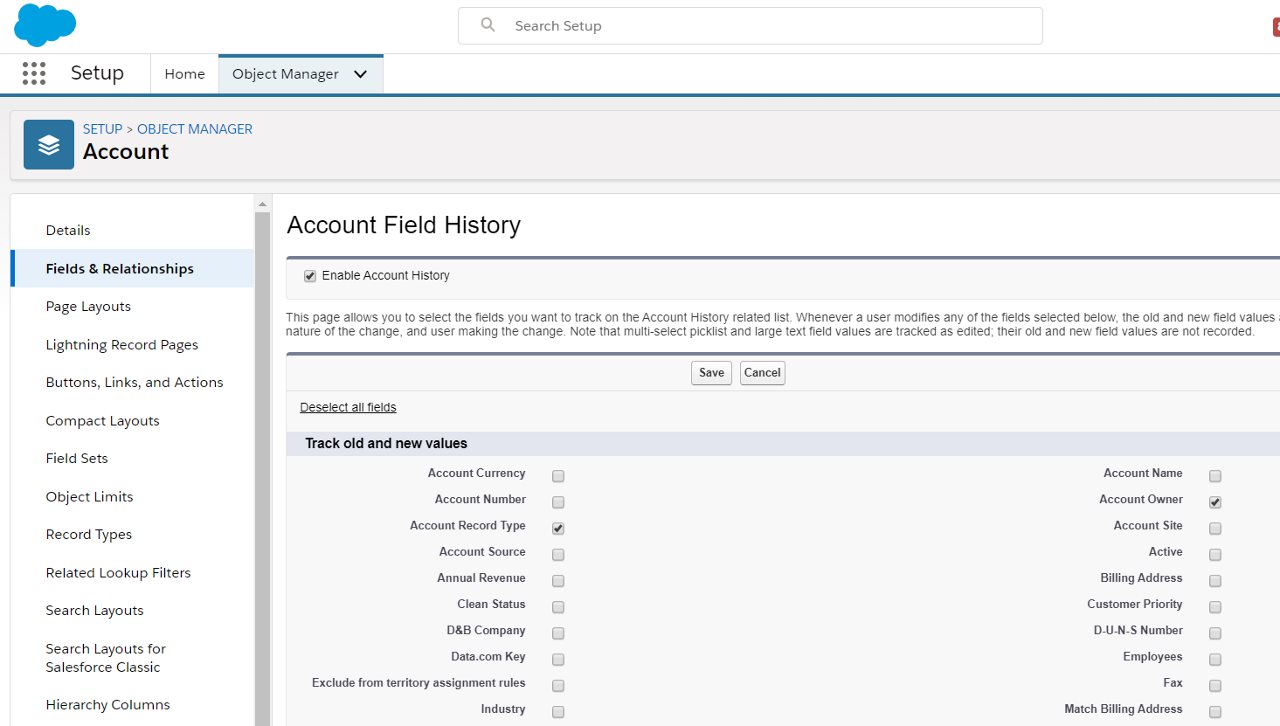 Search Setup
Setup
Home
Object Manager
SETUP > OBJECT MANAGER
Account
Details
Fields & Relationships
Page Layouts
Lightning Record Pages
Buttons, Links, and Actions
Compact Layouts
Field Sets
Object Limits
Record Types
Related Lookup Filters
Search Layouts
Search Layouts for
Salesforce Classic
Hierarchy Columns
Account Field History
Enable Account History
This page allows you to select the fields you want to track on the Account History related list. Whenever a user modifies any of the fields selected below, the old and new field values
nature of the change, and user making the change. Note that multi-select picklist and large text field values are tracked as edited; their old and new field values are not recorded.
Save Cancel
Deselect all fields
Track old and new values
Account Currency Account Name
Account Number Account Owner
Account Record Type Account Site
Account Source Active
Annual Revenue Billing Address
Clean Status Customer Priority
D&B Company D-U-N-S Number
Data.com Key Employees
Exclude from territory assignment rules Fax
Industry Match Billing Address